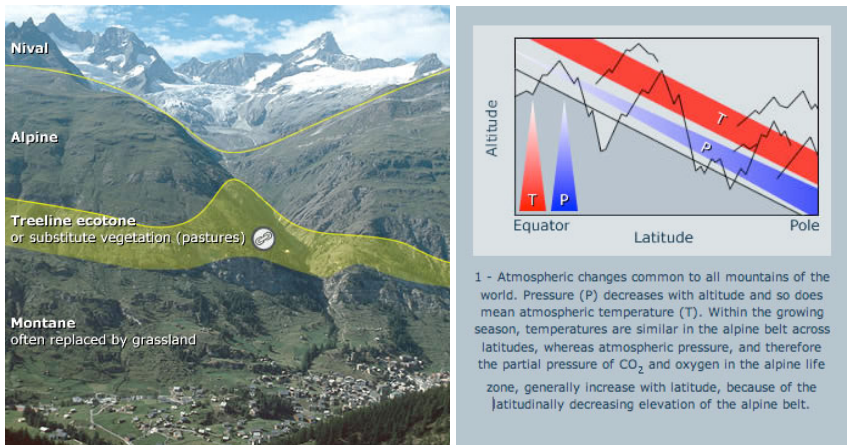 Nival
Alpine
Treeline ecotone
or substitute vegetation (pastures)
Montane
often replaced by grassland
Altitude
T
P
T
P
Equator
Pole
Latitude
1 - Atmospheric changes common to all mountains of the
world. Pressure (P) decreases with altitude and so does
mean atmospheric temperature (T). Within the growing
season, temperatures are similar in the alpine belt across
latitudes, whereas atmospheric pressure, and therefore
the partial pressure of CO₂ and oxygen in the alpine life
zone, generally increase with latitude, because of the
latitudinally decreasing elevation of the alpine belt.